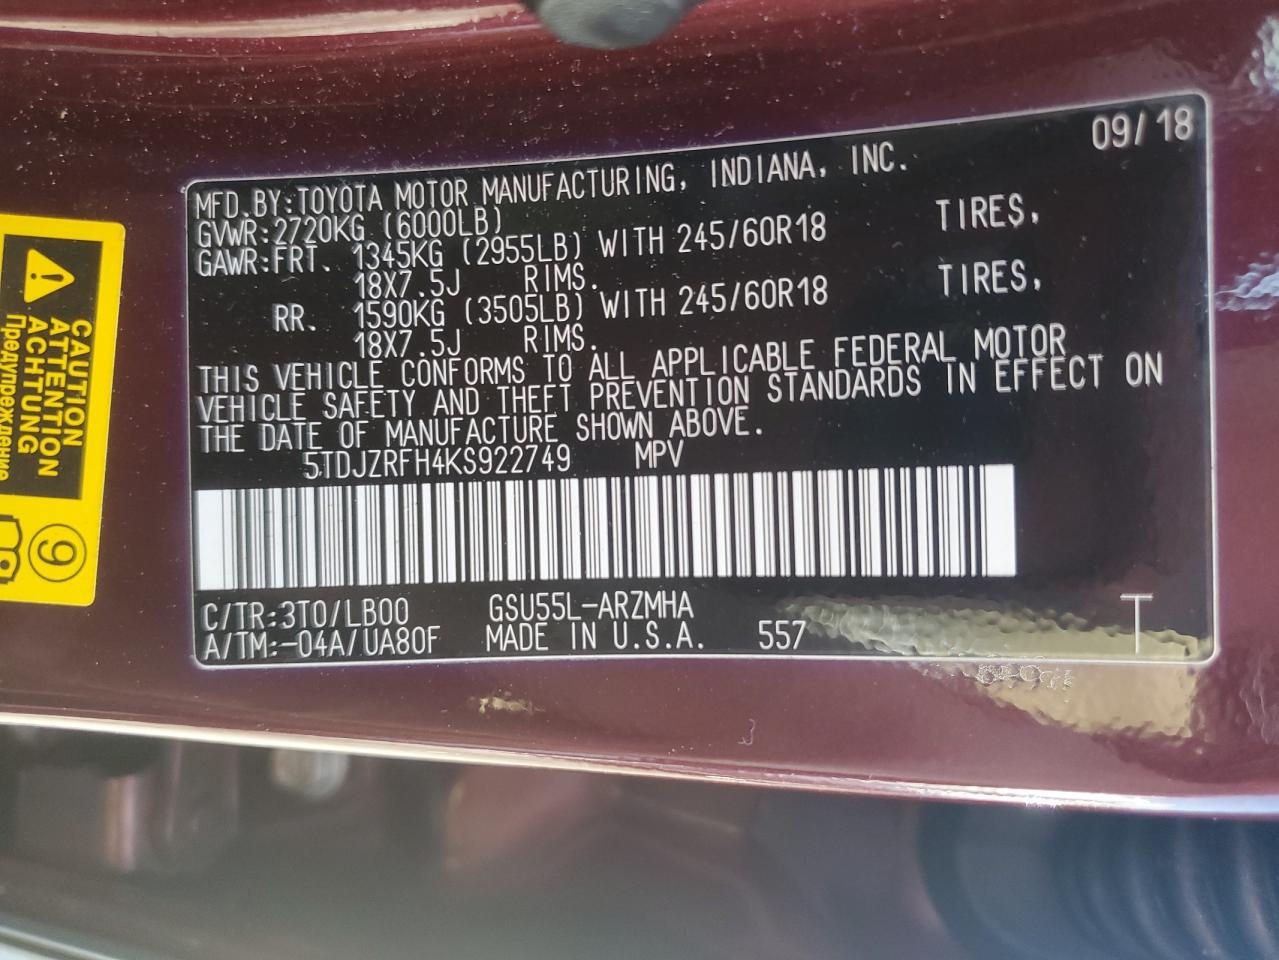 09/18
MFD.BY:TOYOTA MOTOR MANUFACTURING, INDIANA, INC.
GVWR:2720KG (6000LB)
GAWR:FRT. 1345KG (2955LB) WITH 245/60R18 TIRES,
18X7.5J RIMS.
RR. 1590KG (3505LB) WITH 245/60R18 TIRES,
18X7.5J RIMS.
THIS VEHICLE CONFORMS TO ALL APPLICABLE FEDERAL MOTOR
VEHICLE SAFETY AND THEFT PREVENTION STANDARDS IN EFFECT ON
THE DATE OF MANUFACTURE SHOWN ABOVE.
5TDJZRFH4KS922749 MPV
C/TR:3T0/LB00 GSU55L-ARZMHA
A/TM:-04A/UA80F MADE IN U.S.A. 557 T
CAUTION
ATTENTION
ACHTUNG
Предупреждение
9